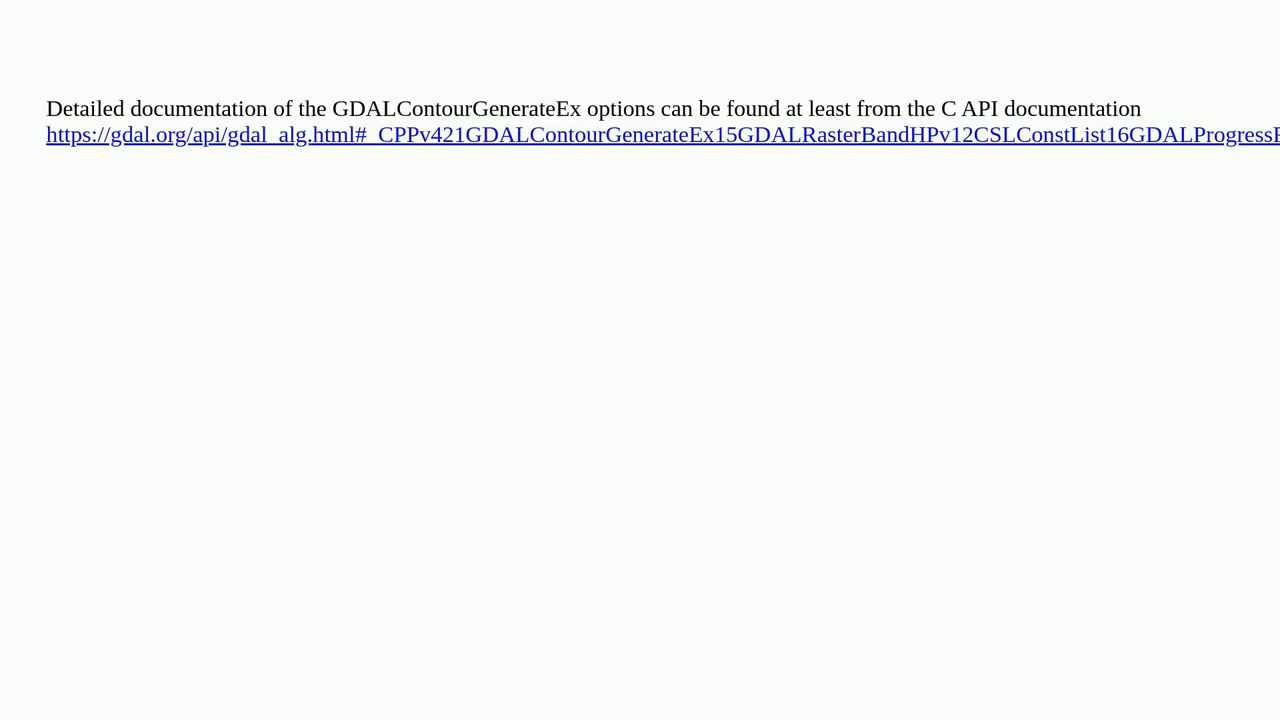 Detailed documentation of the GDALContourGenerateEx options can be found at least from the C API documentation
https://gdal.org/api/gdal_alg.html#_CPPv421GDALContourGenerateEx15GDALRasterBandHPv12CSLConstList16GDALProgress